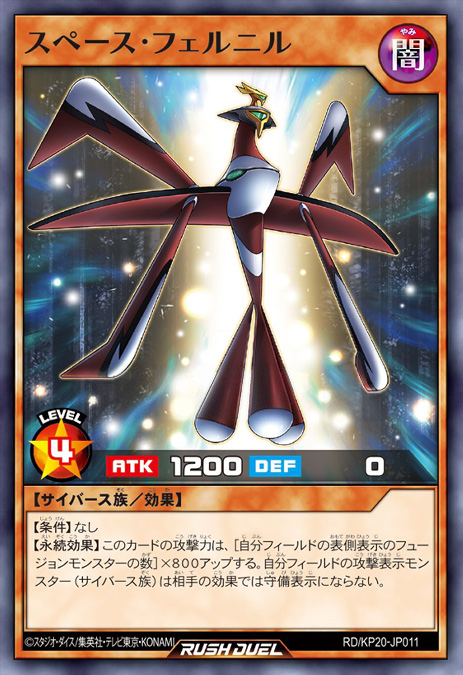 スペース・フェルニル
やみ
闇
LEVEL
4
ATK 1200 DEF 0
【サイバース族／効果】
【条件】なし
【永続効果】このカードの攻撃力は、[自分フィールドの表側表示のフュー
ジョンモンスターの数]×800アップする。自分フィールドの攻撃表示モン
スター（サイバース族）は相手の効果では守備表示にならない。
©スタジオ・ダイス/集英社・テレビ東京・KONAMI
RUSH DUEL
RD/KP20-JP011